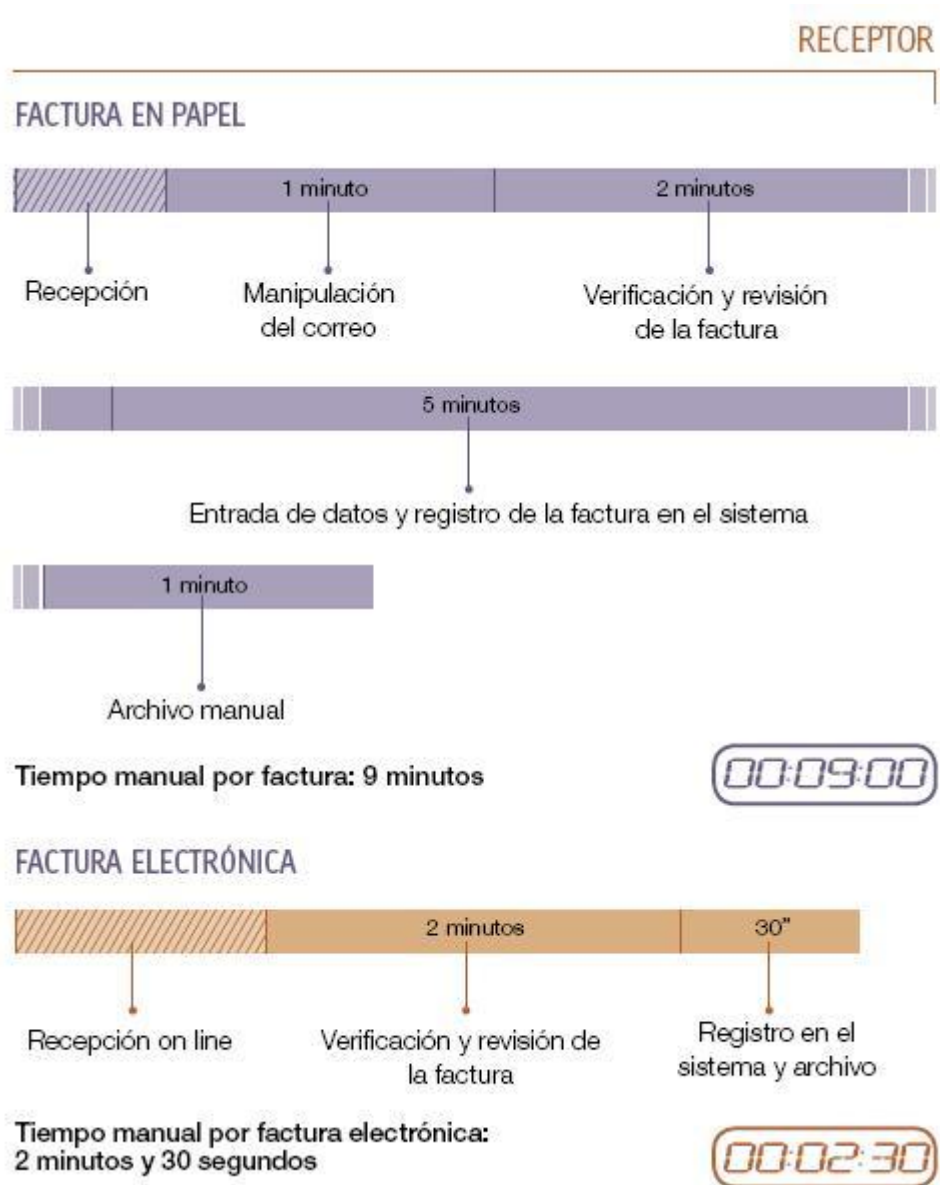 RECEPTOR
FACTURA EN PAPEL
1 minuto
2 minutos
Recepción
Manipulación
del correo
Verificación y revisión
de la factura
5 minutos
Entrada de datos y registro de la factura en el sistema
1 minuto
Archivo manual
Tiempo manual por factura: 9 minutos
00:09:00
FACTURA ELECTRÓNICA
2 minutos
30”
Recepción on line
Verificación y revisión de
la factura
Registro en el
sistema y archivo
Tiempo manual por factura electrónica:
2 minutos y 30 segundos
00:02:30